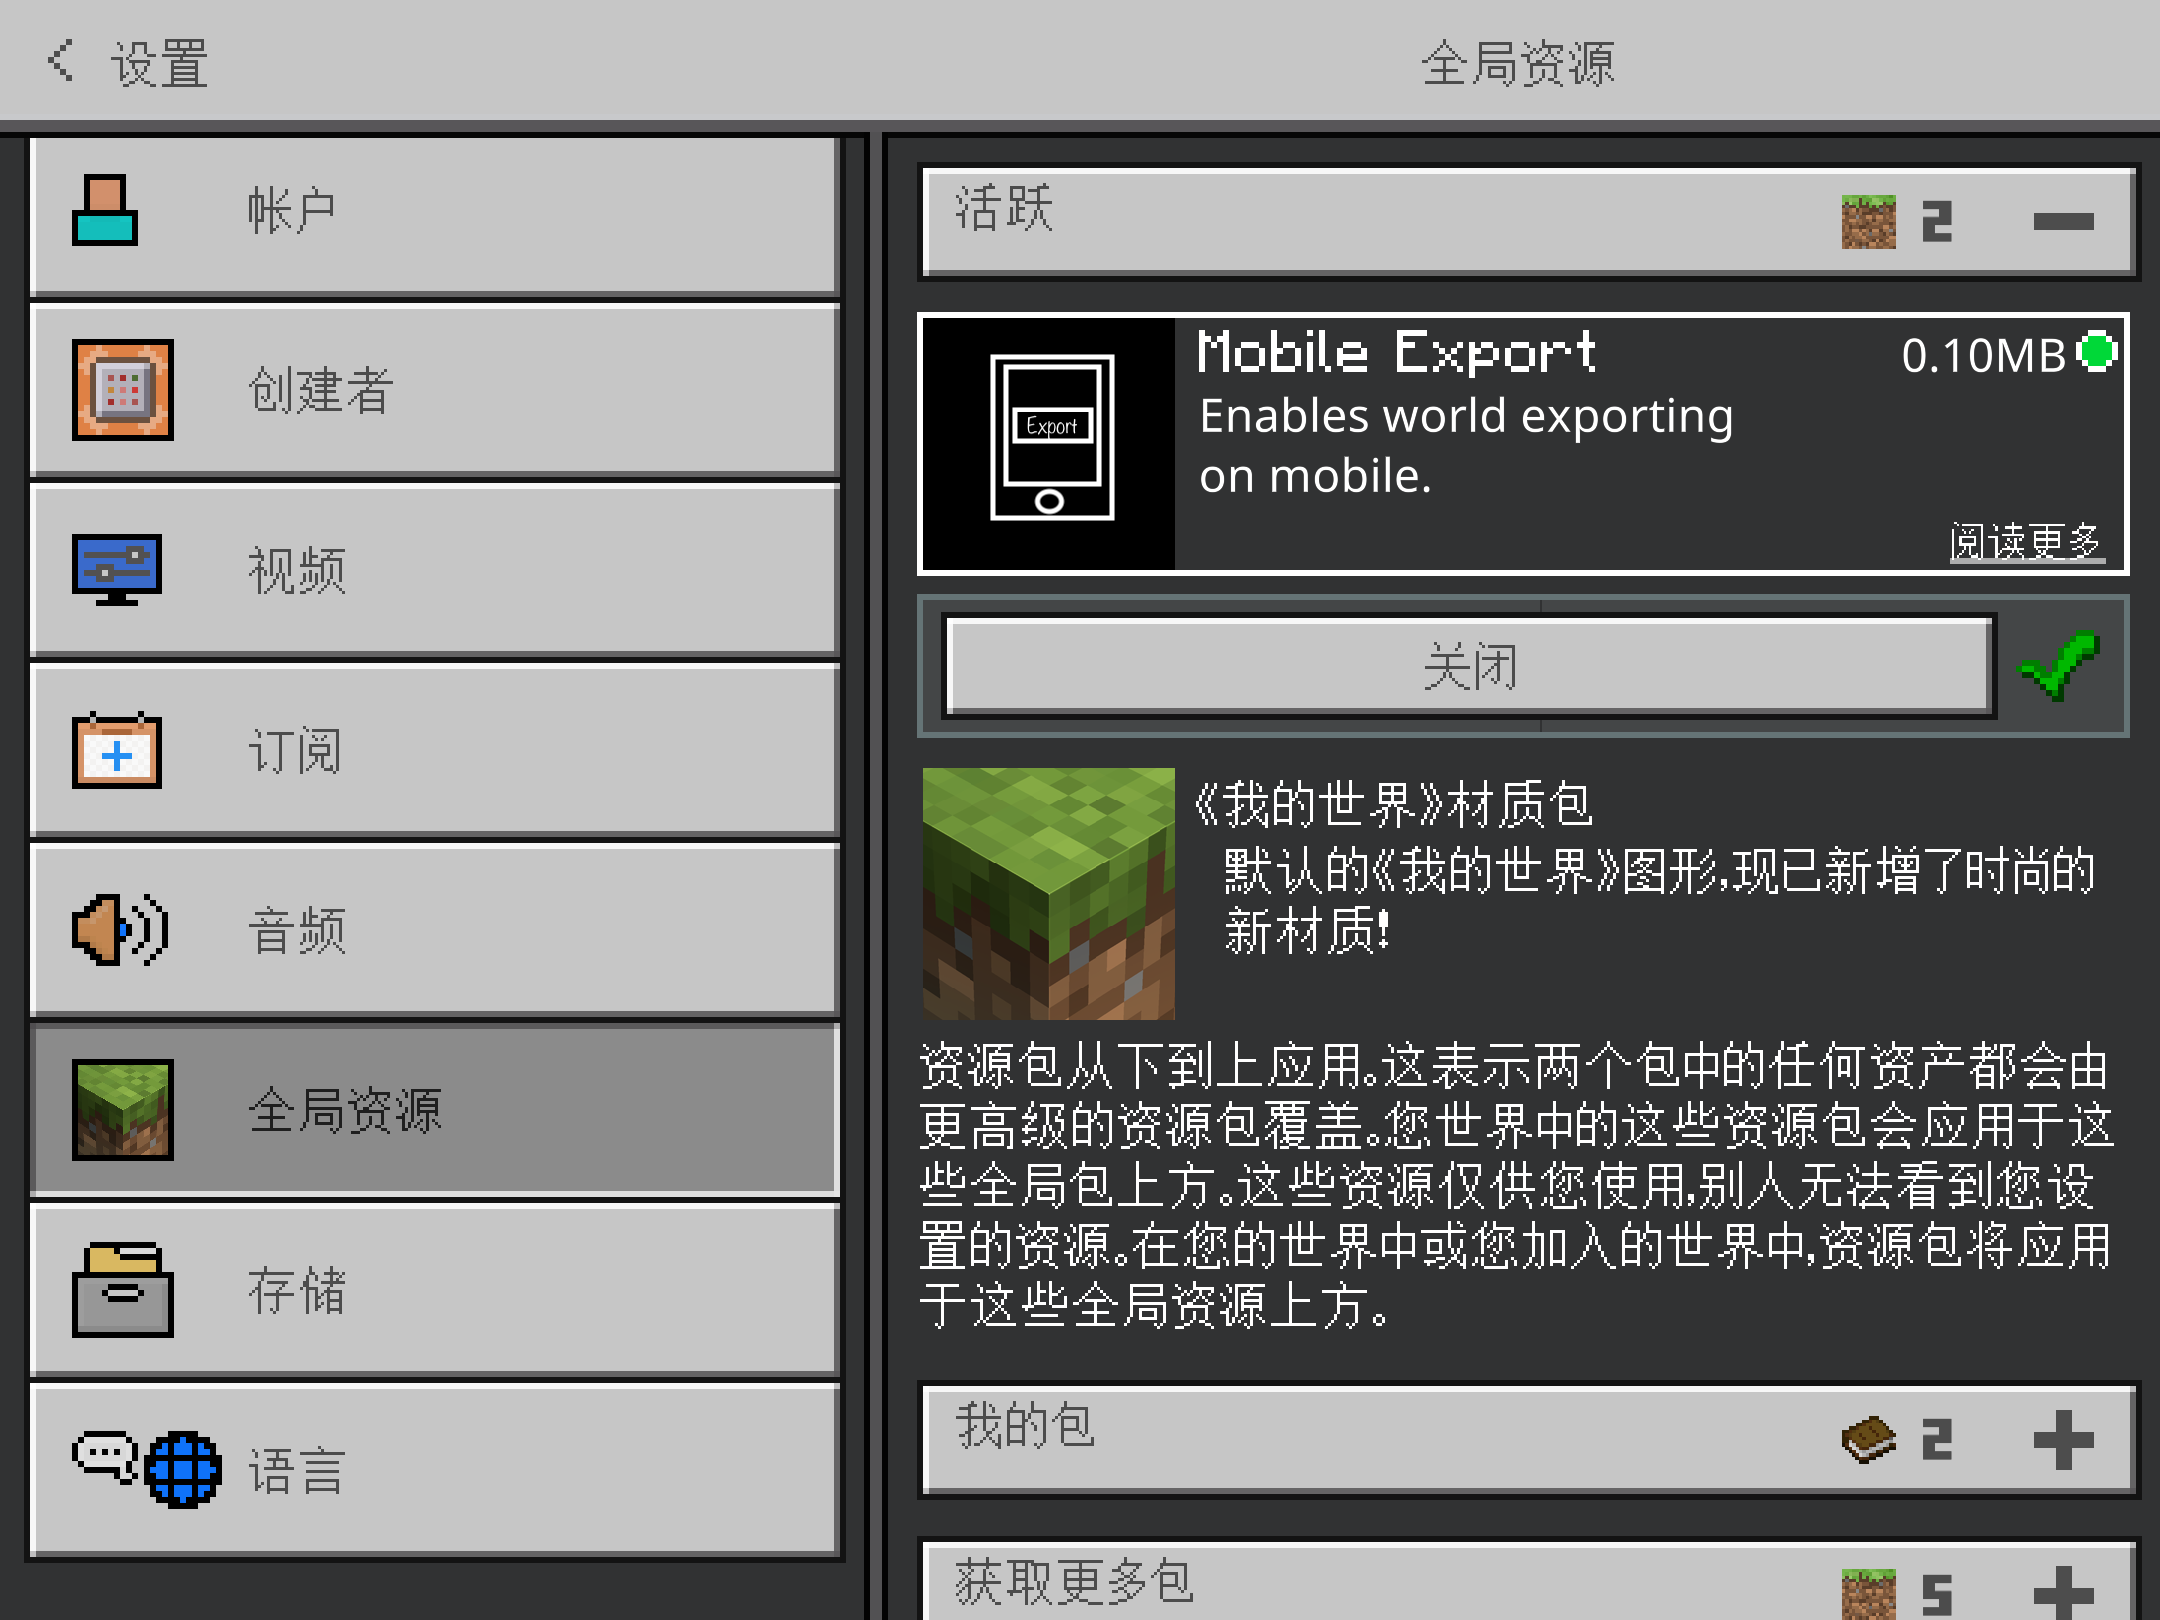 设置
全局资源
帐户
创建者
视频
订阅
音频
全局资源
存储
语言
活跃
2
Export
Mobile Export
0.10MB
Enables world exporting
on mobile.
阅读更多
关闭
《我的世界》材质包
默认的《我的世界》图形,现已新增了时尚的
新材质!
资源包从下到上应用。这表示两个包中的任何资产都会由
更高级的资源包覆盖。您世界中的这些资源包会应用于这
些全局包上方。这些资源仅供您使用,别人无法看到您设
置的资源。在您的世界中或您加入的世界中,资源包将应用
于这些全局资源上方。
我的包
2
获取更多包
5